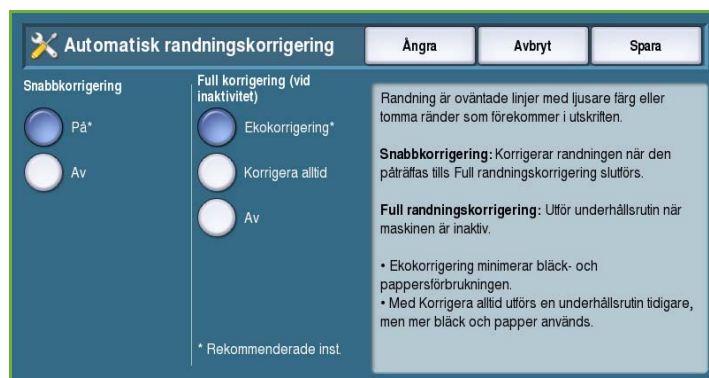 Automatisk randningskorrigering
Ångra
Avbryt
Spara
Snabbkorrigering
På*
Av
Full korrigering (vid
inaktivitet)
Ekokorrigering*
Korrigera alltid
Av
* Rekommenderade inst.
Randning är oväntade linjer med ljusare färg eller
tomma ränder som förekommer i utskriften.
Snabbkorrigering: Korrigerar randningen när den
påträffas tills Full randningskorrigering slutförs.
Full randningskorrigering: Utför underhållsrutin när
maskinen är inaktiv.
• Ekokorrigering minimerar bläck- och
pappersförbrukningen.
• Med Korrigera alltid utförs en underhållsrutin tidigare,
men mer bläck och papper används.